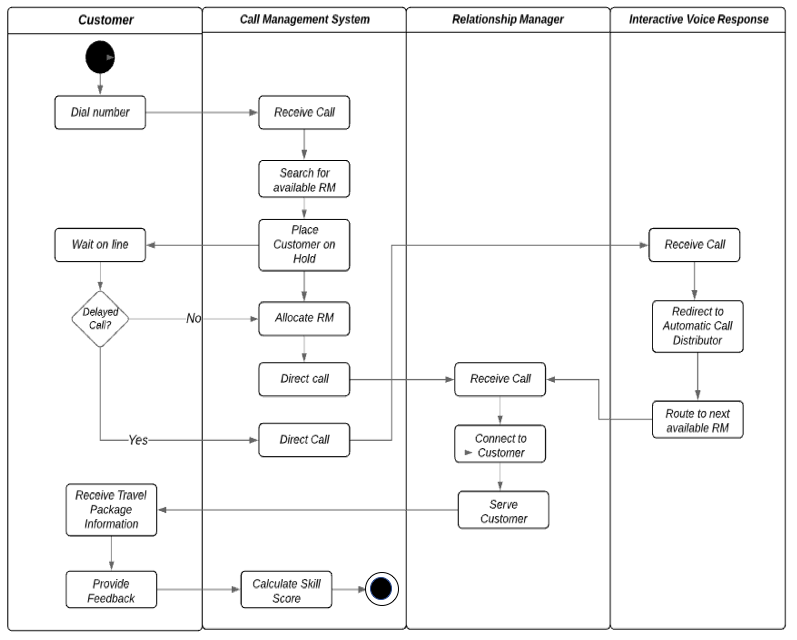 Customer
Call Management System
Relationship Manager
Interactive Voice Response
Dial number
Receive Call
Search for
available RM
Place
Customer on
Hold
Wait on line
Receive Call
Delayed
Call?
No
Allocate RM
Redirect to
Automatic Call
Distributor
Direct call
Receive Call
Route to next
available RM
Yes
Direct Call
Connect to
Customer
Receive Travel
Package
Information
Serve
Customer
Provide
Feedback
Calculate Skill
Score